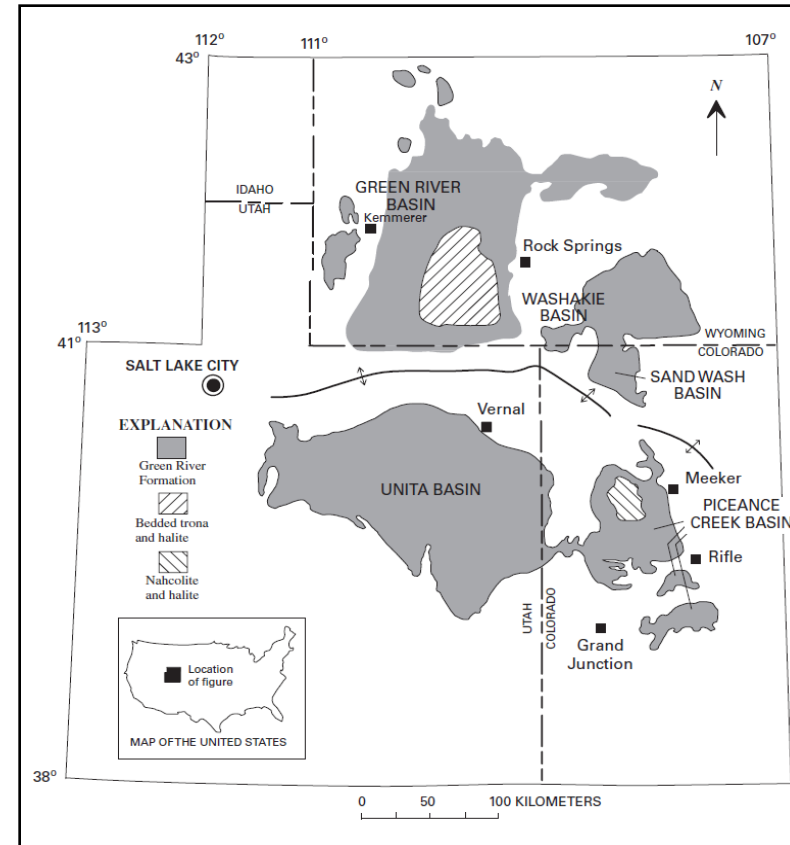 112°
111°
107°
43°
N
IDAHO
UTAH
GREEN RIVER
BASIN
Kemmerer
Rock Springs
WASHAKIE
BASIN
113°
41°
WYOMING
COLORADO
SALT LAKE CITY
SAND WASH
BASIN
EXPLANATION
Green River
Formation
Bedded trona
and halite
Nahcolite
and halite
Vernal
UNITA BASIN
Meeker
PICEANCE
CREEK BASIN
Rifle
UTAH
COLORADO
Grand
Junction
Location
of figure
MAP OF THE UNITED STATES
38°
0 50 100 KILOMETERS